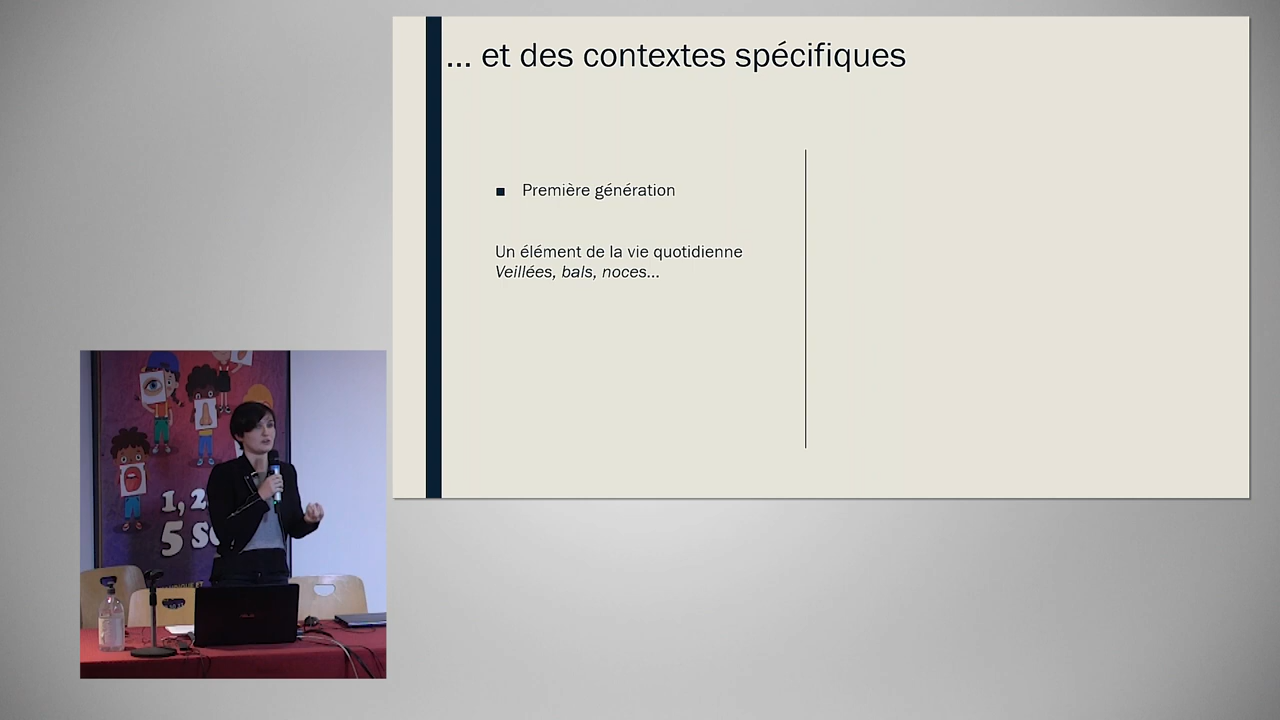 ... et des contextes spécifiques
Première génération
Un élément de la vie quotidienne
Veillées, bals, noces...
1, 2
5 S